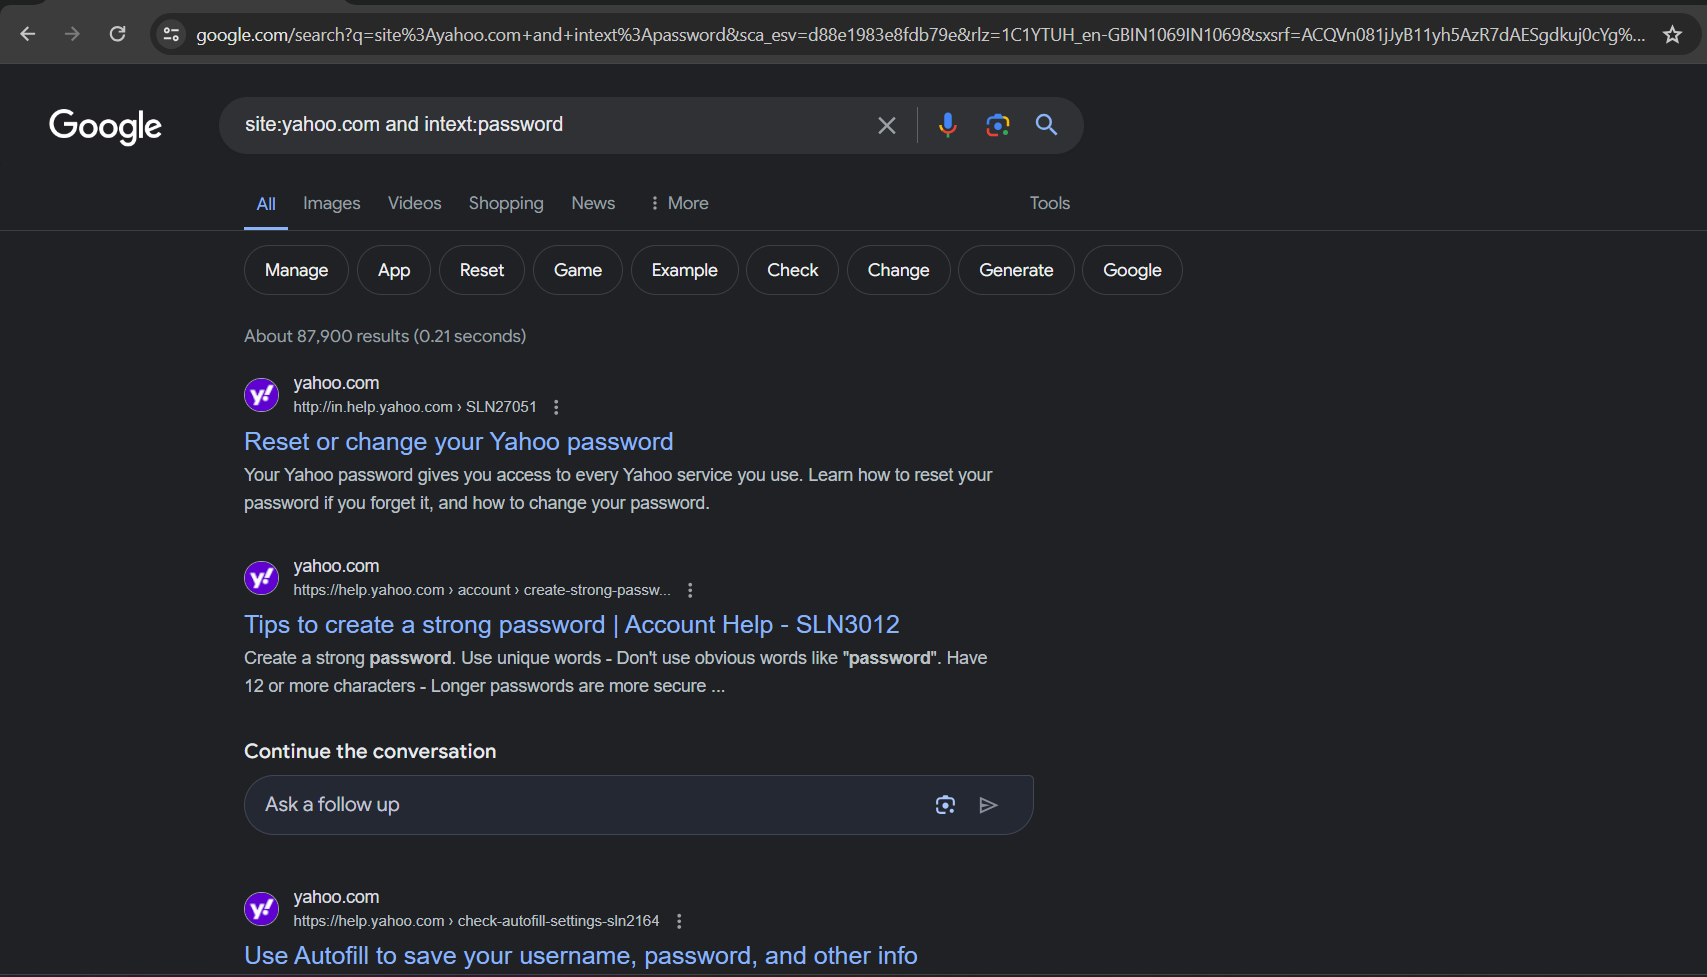 google.com/search?q=site%3Ayahoo.com+and+intext%3Apassword&sca_esv=d88e1983e8fdb79e&rlz=1C1YTUH_en-GBIN1069IN1069&sxsrf=ACQVn081jJyB11yh5AzR7dAESgdkuj0cYg%...
Google
site:yahoo.com and intext:password
All Images Videos Shopping News More Tools
Manage App Reset Game Example Check Change Generate Google
About 87,900 results (0.21 seconds)
y!
yahoo.com
http://in.help.yahoo.com › SLN27051
Reset or change your Yahoo password
Your Yahoo password gives you access to every Yahoo service you use. Learn how to reset your
password if you forget it, and how to change your password.
y!
yahoo.com
https://help.yahoo.com › account › create-strong-passw...
Tips to create a strong password | Account Help - SLN3012
Create a strong password. Use unique words - Don't use obvious words like "password". Have
12 or more characters - Longer passwords are more secure ...
Continue the conversation
Ask a follow up
y!
yahoo.com
https://help.yahoo.com › check-autofill-settings-sln2164
Use Autofill to save your username, password, and other info